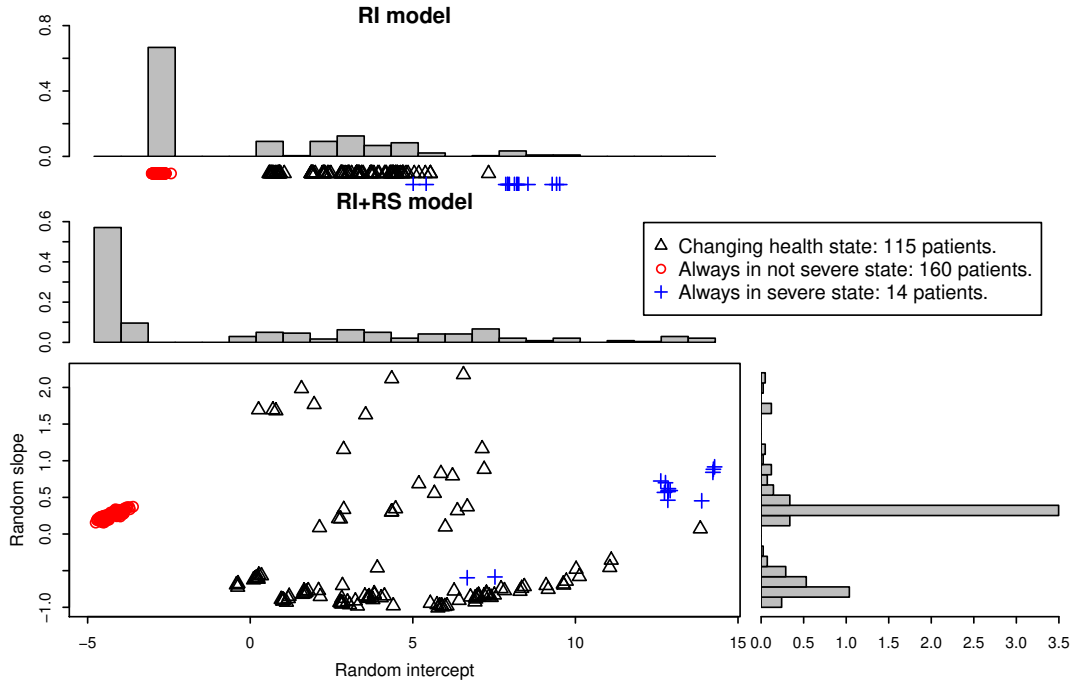 RI model
0.8
0.4
0.0
RI+RS model
0.6
0.4
0.2
0.0
Changing health state: 115 patients.
Always in not severe state: 160 patients.
Always in severe state: 14 patients.
Random slope
2.0
1.5
1.0
0.5
0.0
−1.0
−5 0 5 10 15
Random intercept
0.0 0.5 1.0 1.5 2.0 2.5 3.0 3.5